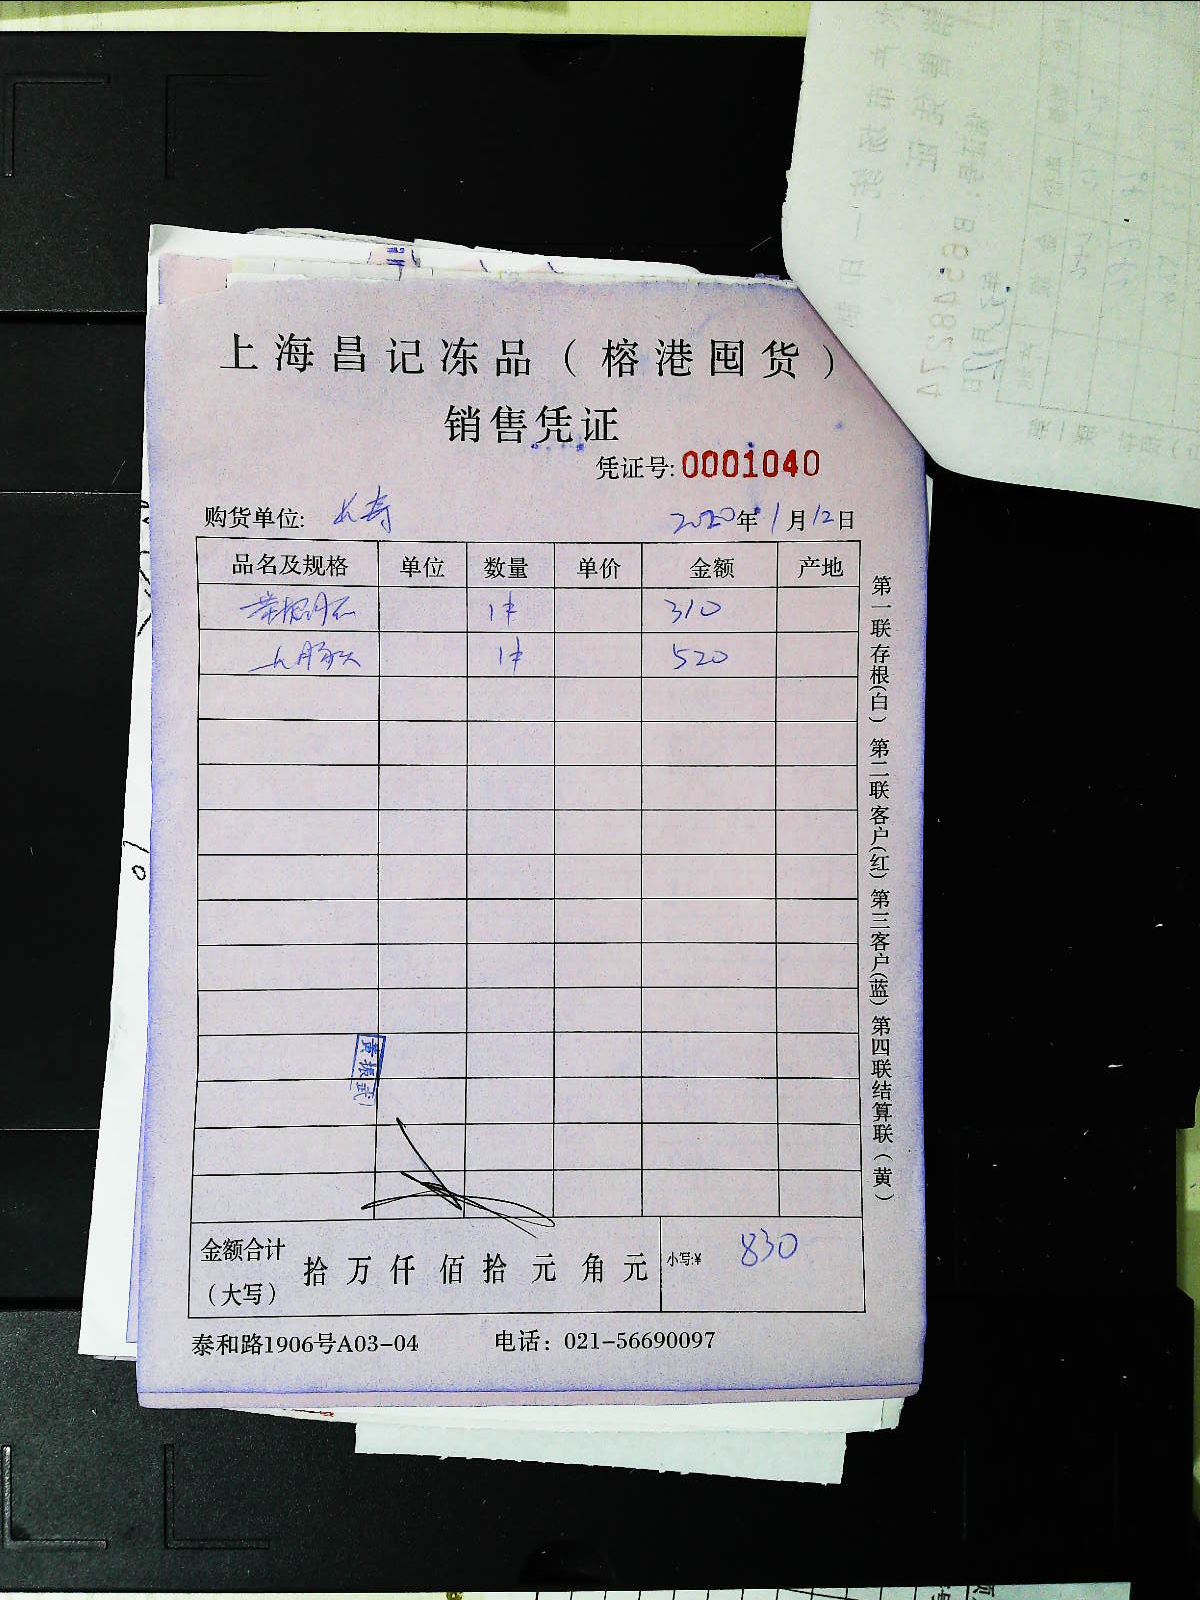 上海昌记冻品（榕港囤货）
销售凭证
凭证号: 0001040
购货单位: 长寿 2020年1月12日
品名及规格 单位 数量 单价 金额 产地
1件 310
1件 520
黄振武
金额合计（大写） 拾 万 仟 佰 拾 元 角 元 小写:¥ 830
泰和路1906号A03-04 电话：021-56690097
第一联存根(白) 第二联客户(红) 第三客户(蓝) 第四联结算联（黄）